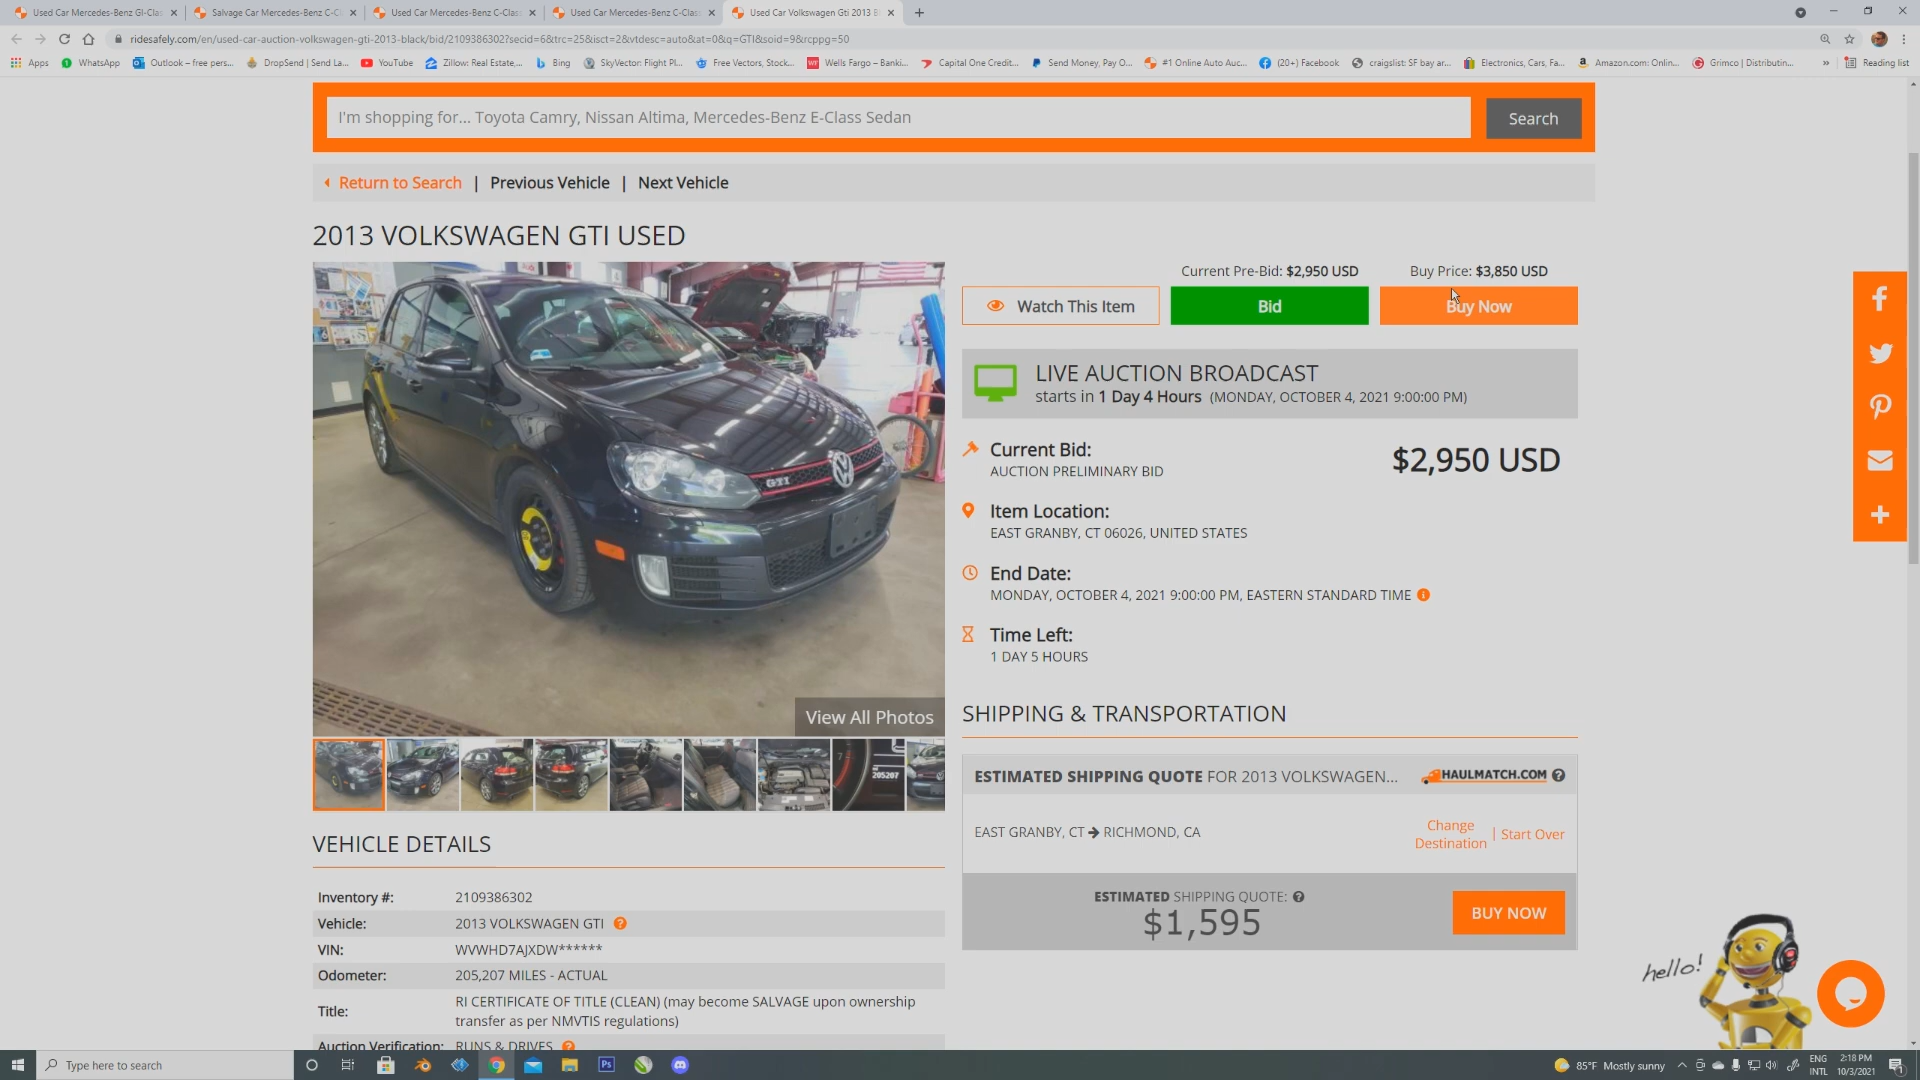 Used Car Mercedes-Benz Gl-Clas
Salvage Car Mercedes-Benz C-Cl
Used Car Mercedes-Benz C-Class
Used Car Mercedes-Benz C-Class
Used Car Volkswagen Gti 2013 B
ridesafely.com/en/used-car-auction-volkswagen-gti-2013-black/bid/2109386302?secid=6&trc=25&isct=2&vtdesc=auto&at=0&q=GTI&soid=9&rcppg=50
Apps
WhatsApp
Outlook – free pers...
DropSend | Send La...
YouTube
Zillow: Real Estate,...
Bing
SkyVector: Flight Pl...
Free Vectors, Stock...
Wells Fargo – Banki...
Capital One Credit...
Send Money, Pay O...
#1 Online Auto Auc...
(20+) Facebook
craigslist: SF bay ar...
Electronics, Cars, Fa...
Amazon.com: Onlin...
Grimco | Distributin...
»
Reading list
I'm shopping for... Toyota Camry, Nissan Altima, Mercedes-Benz E-Class Sedan
Search
Return to Search | Previous Vehicle | Next Vehicle
2013 VOLKSWAGEN GTI USED
Current Pre-Bid: $2,950 USD
Buy Price: $3,850 USD
Watch This Item
Bid
Buy Now
LIVE AUCTION BROADCAST
starts in 1 Day 4 Hours (MONDAY, OCTOBER 4, 2021 9:00:00 PM)
Current Bid:
AUCTION PRELIMINARY BID
$2,950 USD
Item Location:
EAST GRANBY, CT 06026, UNITED STATES
End Date:
MONDAY, OCTOBER 4, 2021 9:00:00 PM, EASTERN STANDARD TIME
Time Left:
1 DAY 5 HOURS
GTI
View All Photos
205207
SHIPPING & TRANSPORTATION
ESTIMATED SHIPPING QUOTE FOR 2013 VOLKSWAGEN...
HAULMATCH.COM
EAST GRANBY, CT → RICHMOND, CA
Change Destination | Start Over
ESTIMATED SHIPPING QUOTE:
$1,595
BUY NOW
VEHICLE DETAILS
Inventory #: 2109386302
Vehicle: 2013 VOLKSWAGEN GTI
VIN: WVWHD7AJXDW******
Odometer: 205,207 MILES - ACTUAL
Title: RI CERTIFICATE OF TITLE (CLEAN) (may become SALVAGE upon ownership
transfer as per NMVTIS regulations)
Auction Verification: RUNS & DRIVES
hello!
Type here to search
Ps
85°F Mostly sunny
ENG
INTL
2:18 PM
10/3/2021